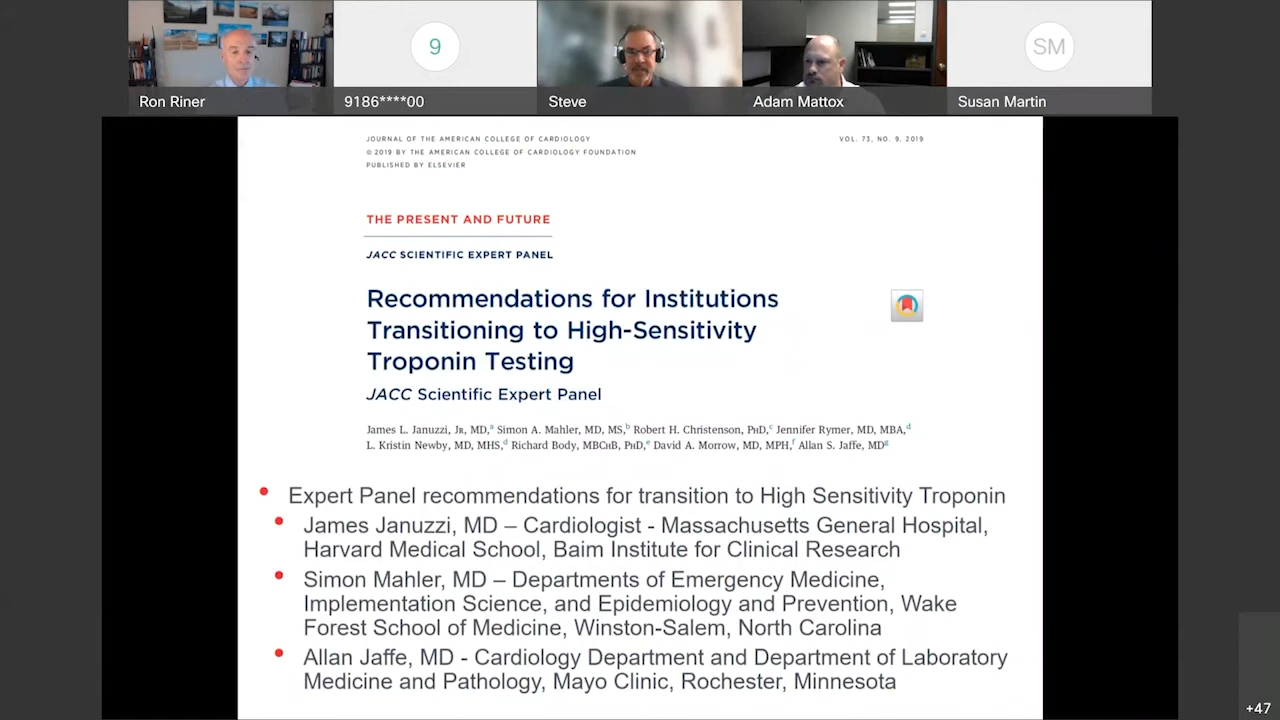 9
SM
Ron Riner
9186****00
Steve
Adam Mattox
Susan Martin
JOURNAL OF THE AMERICAN COLLEGE OF CARDIOLOGY
VOL. 73, NO. 9, 2019
© 2019 BY THE AMERICAN COLLEGE OF CARDIOLOGY FOUNDATION
PUBLISHED BY ELSEVIER
THE PRESENT AND FUTURE
JACC SCIENTIFIC EXPERT PANEL
Recommendations for Institutions
Transitioning to High-Sensitivity
Troponin Testing
JACC Scientific Expert Panel
James L. Januzzi, JR, MD,a Simon A. Mahler, MD, MS,b Robert H. Christenson, PHD,c Jennifer Rymer, MD, MBA,d
L. Kristin Newby, MD, MHS,d Richard Body, MBCHB, PHD,e David A. Morrow, MD, MPH,f Allan S. Jaffe, MDg
• Expert Panel recommendations for transition to High Sensitivity Troponin
• James Januzzi, MD – Cardiologist - Massachusetts General Hospital,
Harvard Medical School, Baim Institute for Clinical Research
• Simon Mahler, MD – Departments of Emergency Medicine,
Implementation Science, and Epidemiology and Prevention, Wake
Forest School of Medicine, Winston-Salem, North Carolina
• Allan Jaffe, MD - Cardiology Department and Department of Laboratory
Medicine and Pathology, Mayo Clinic, Rochester, Minnesota
+47